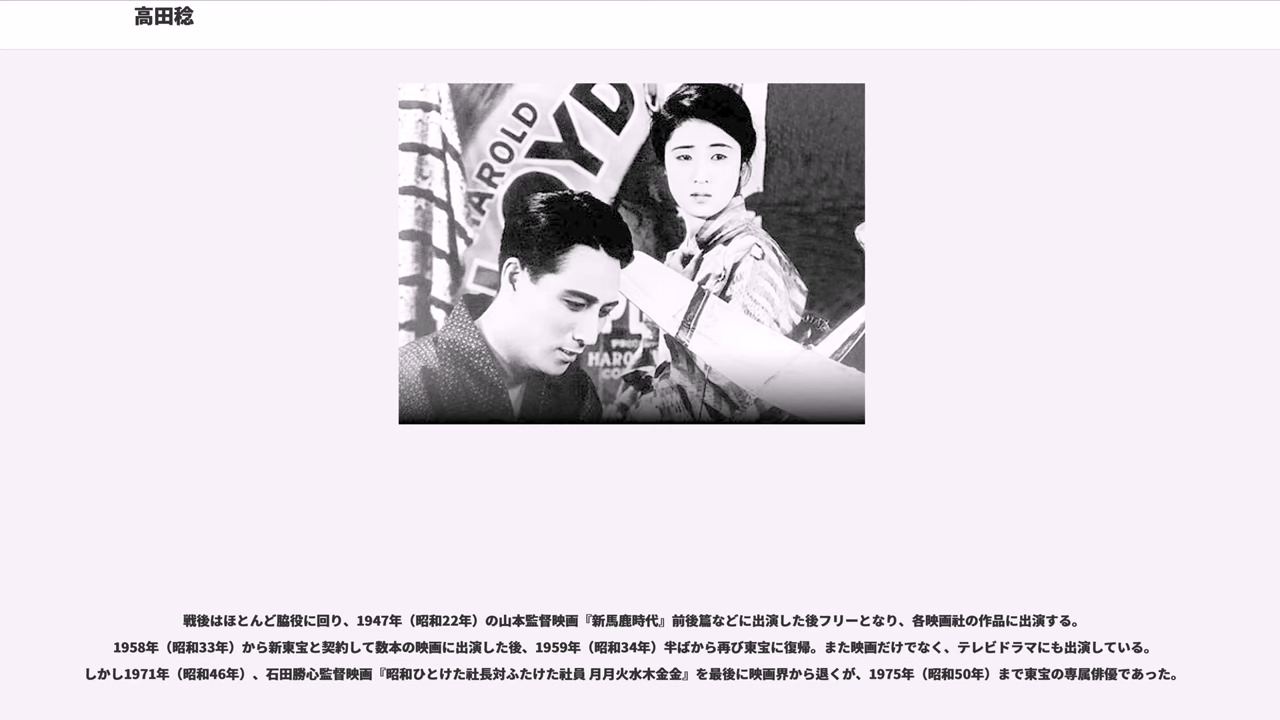 高田稔
HAROLD
YD
HARO
CO
戦後はほとんど脇役に回り、1947年（昭和22年）の山本監督映画『新馬鹿時代』前後篇などに出演した後フリーとなり、各映画社の作品に出演する。
1958年（昭和33年）から新東宝と契約して数本の映画に出演した後、1959年（昭和34年）半ばから再び東宝に復帰。また映画だけでなく、テレビドラマにも出演している。
しかし1971年（昭和46年）、石田勝心監督映画『昭和ひとけた社長対ふたけた社員 月月火水木金金』を最後に映画界から退くが、1975年（昭和50年）まで東宝の専属俳優であった。